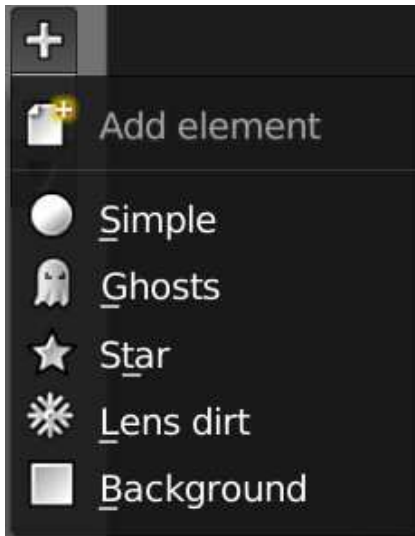 Add element
Simple
Ghosts
Star
Lens dirt
Background